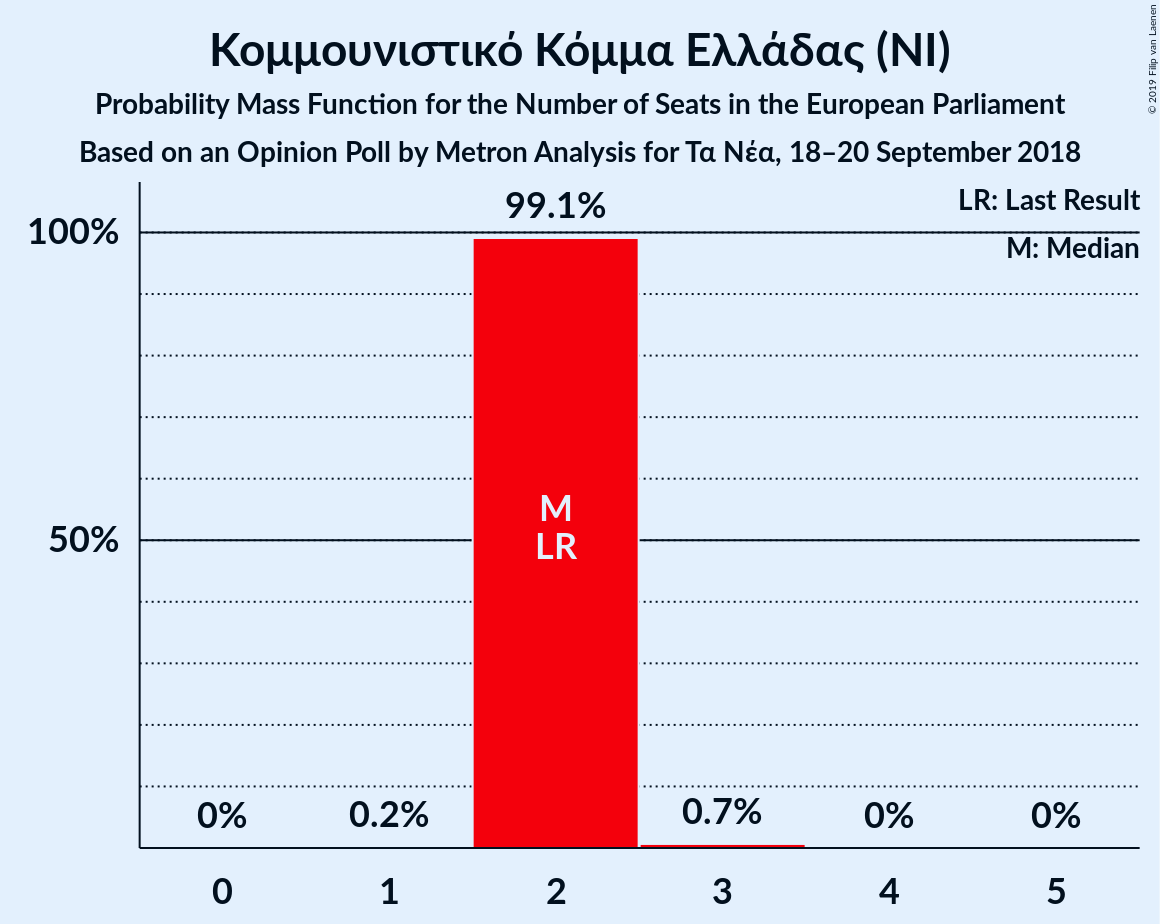 Κομμουνιστικό Κόμμα Ελλάδας (NI)
Probability Mass Function for the Number of Seats in the European Parliament
Based on an Opinion Poll by Metron Analysis for Τα Νέα, 18–20 September 2018
© 2019 Filip van Laenen
LR: Last Result
M: Median
99.1%
100%
50%
M
LR
0%
0.2%
0.7%
0%
0%
0
1
2
3
4
5